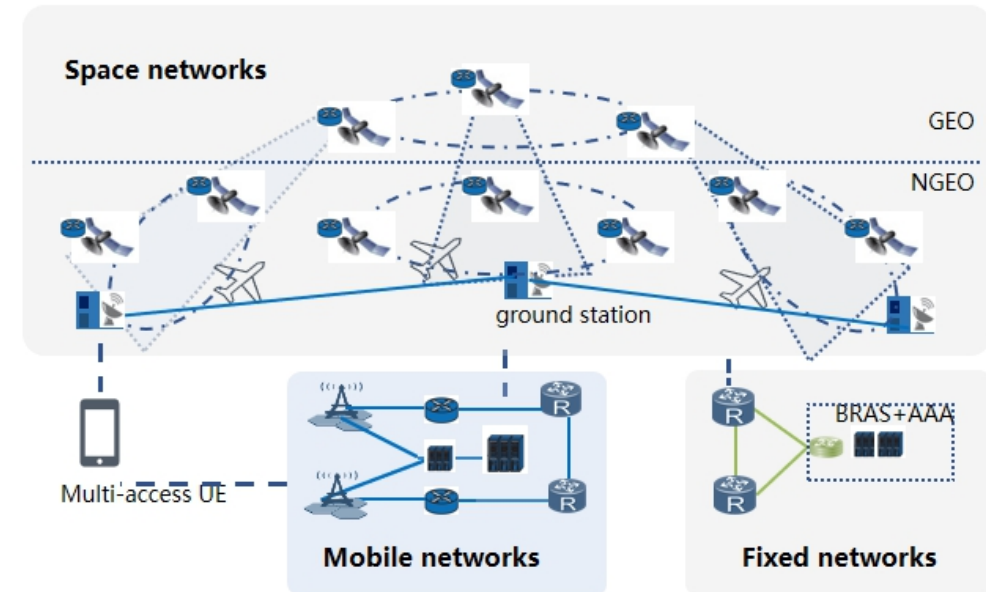 Space networks
GEO
NGEO
ground station
R
R
BRAS+AAA
Multi-access UE
R
R
Mobile networks
Fixed networks